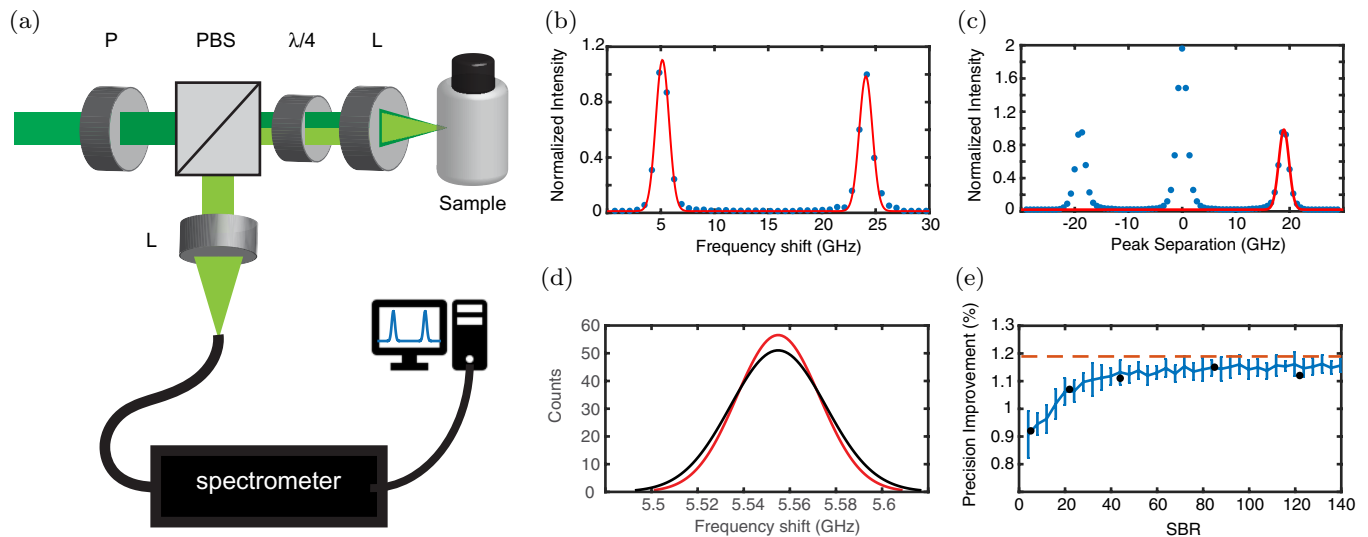 (a)
P
PBS
λ/4
L
Sample
L
spectrometer
(b)
Normalized Intensity
1.2
0.8
0.4
0
5
10
15
20
25
30
Frequency shift (GHz)
(c)
Normalized Intensity
2
1.6
1.2
0.8
0.4
0
-20
-10
0
10
20
Peak Separation (GHz)
(d)
Counts
60
50
40
30
20
10
0
5.5
5.52
5.54
5.56
5.58
5.6
Frequency shift (GHz)
(e)
Precision Improvement (%)
1.3
1.2
1.1
1
0.9
0.8
0
20
40
60
80
100
120
140
SBR